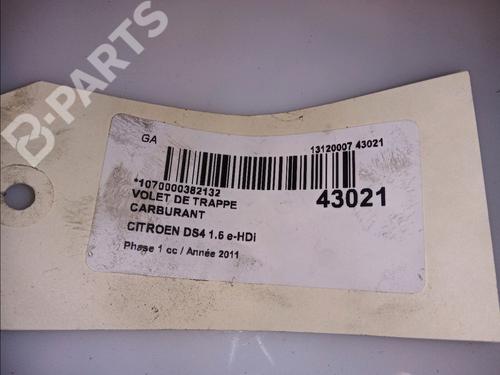 B-PARTS
GA
13120007 43021
*1070000382132
VOLET DE TRAPPE
CARBURANT
43021
CITROEN DS4 1.6 e-HDi
Phase 1 cc / Année 2011